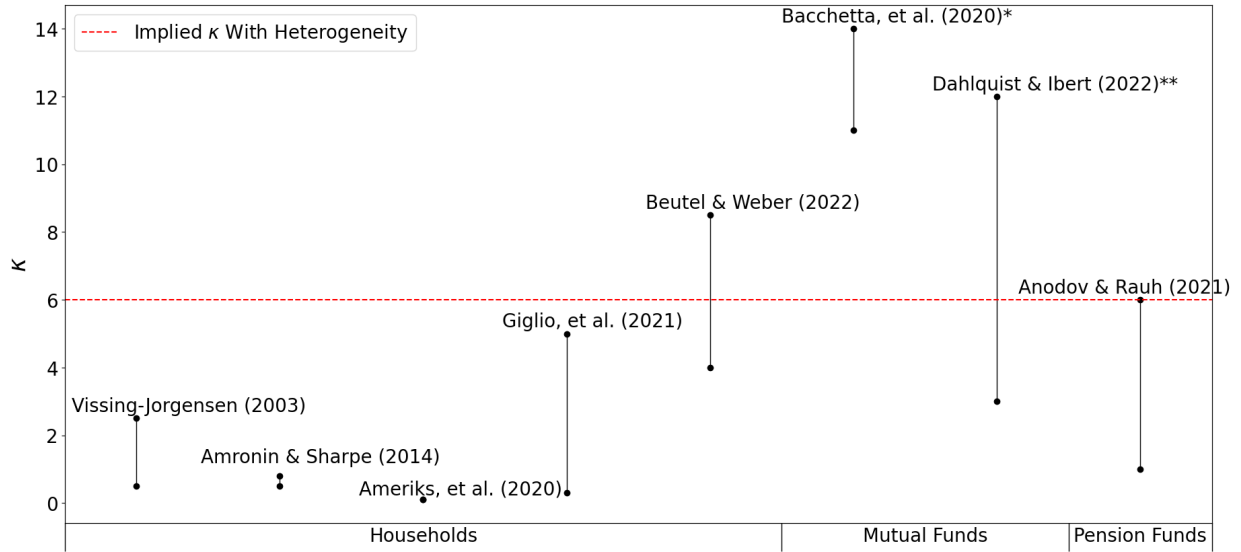 Implied κ With Heterogeneity
Bacchetta, et al. (2020)*
Dahlquist & Ibert (2022)**
Beutel & Weber (2022)
Anodov & Rauh (2021)
Giglio, et al. (2021)
Vissing-Jorgensen (2003)
Amronin & Sharpe (2014)
Ameriks, et al. (2020)
κ
14
12
10
8
6
4
2
0
Households
Mutual Funds
Pension Funds